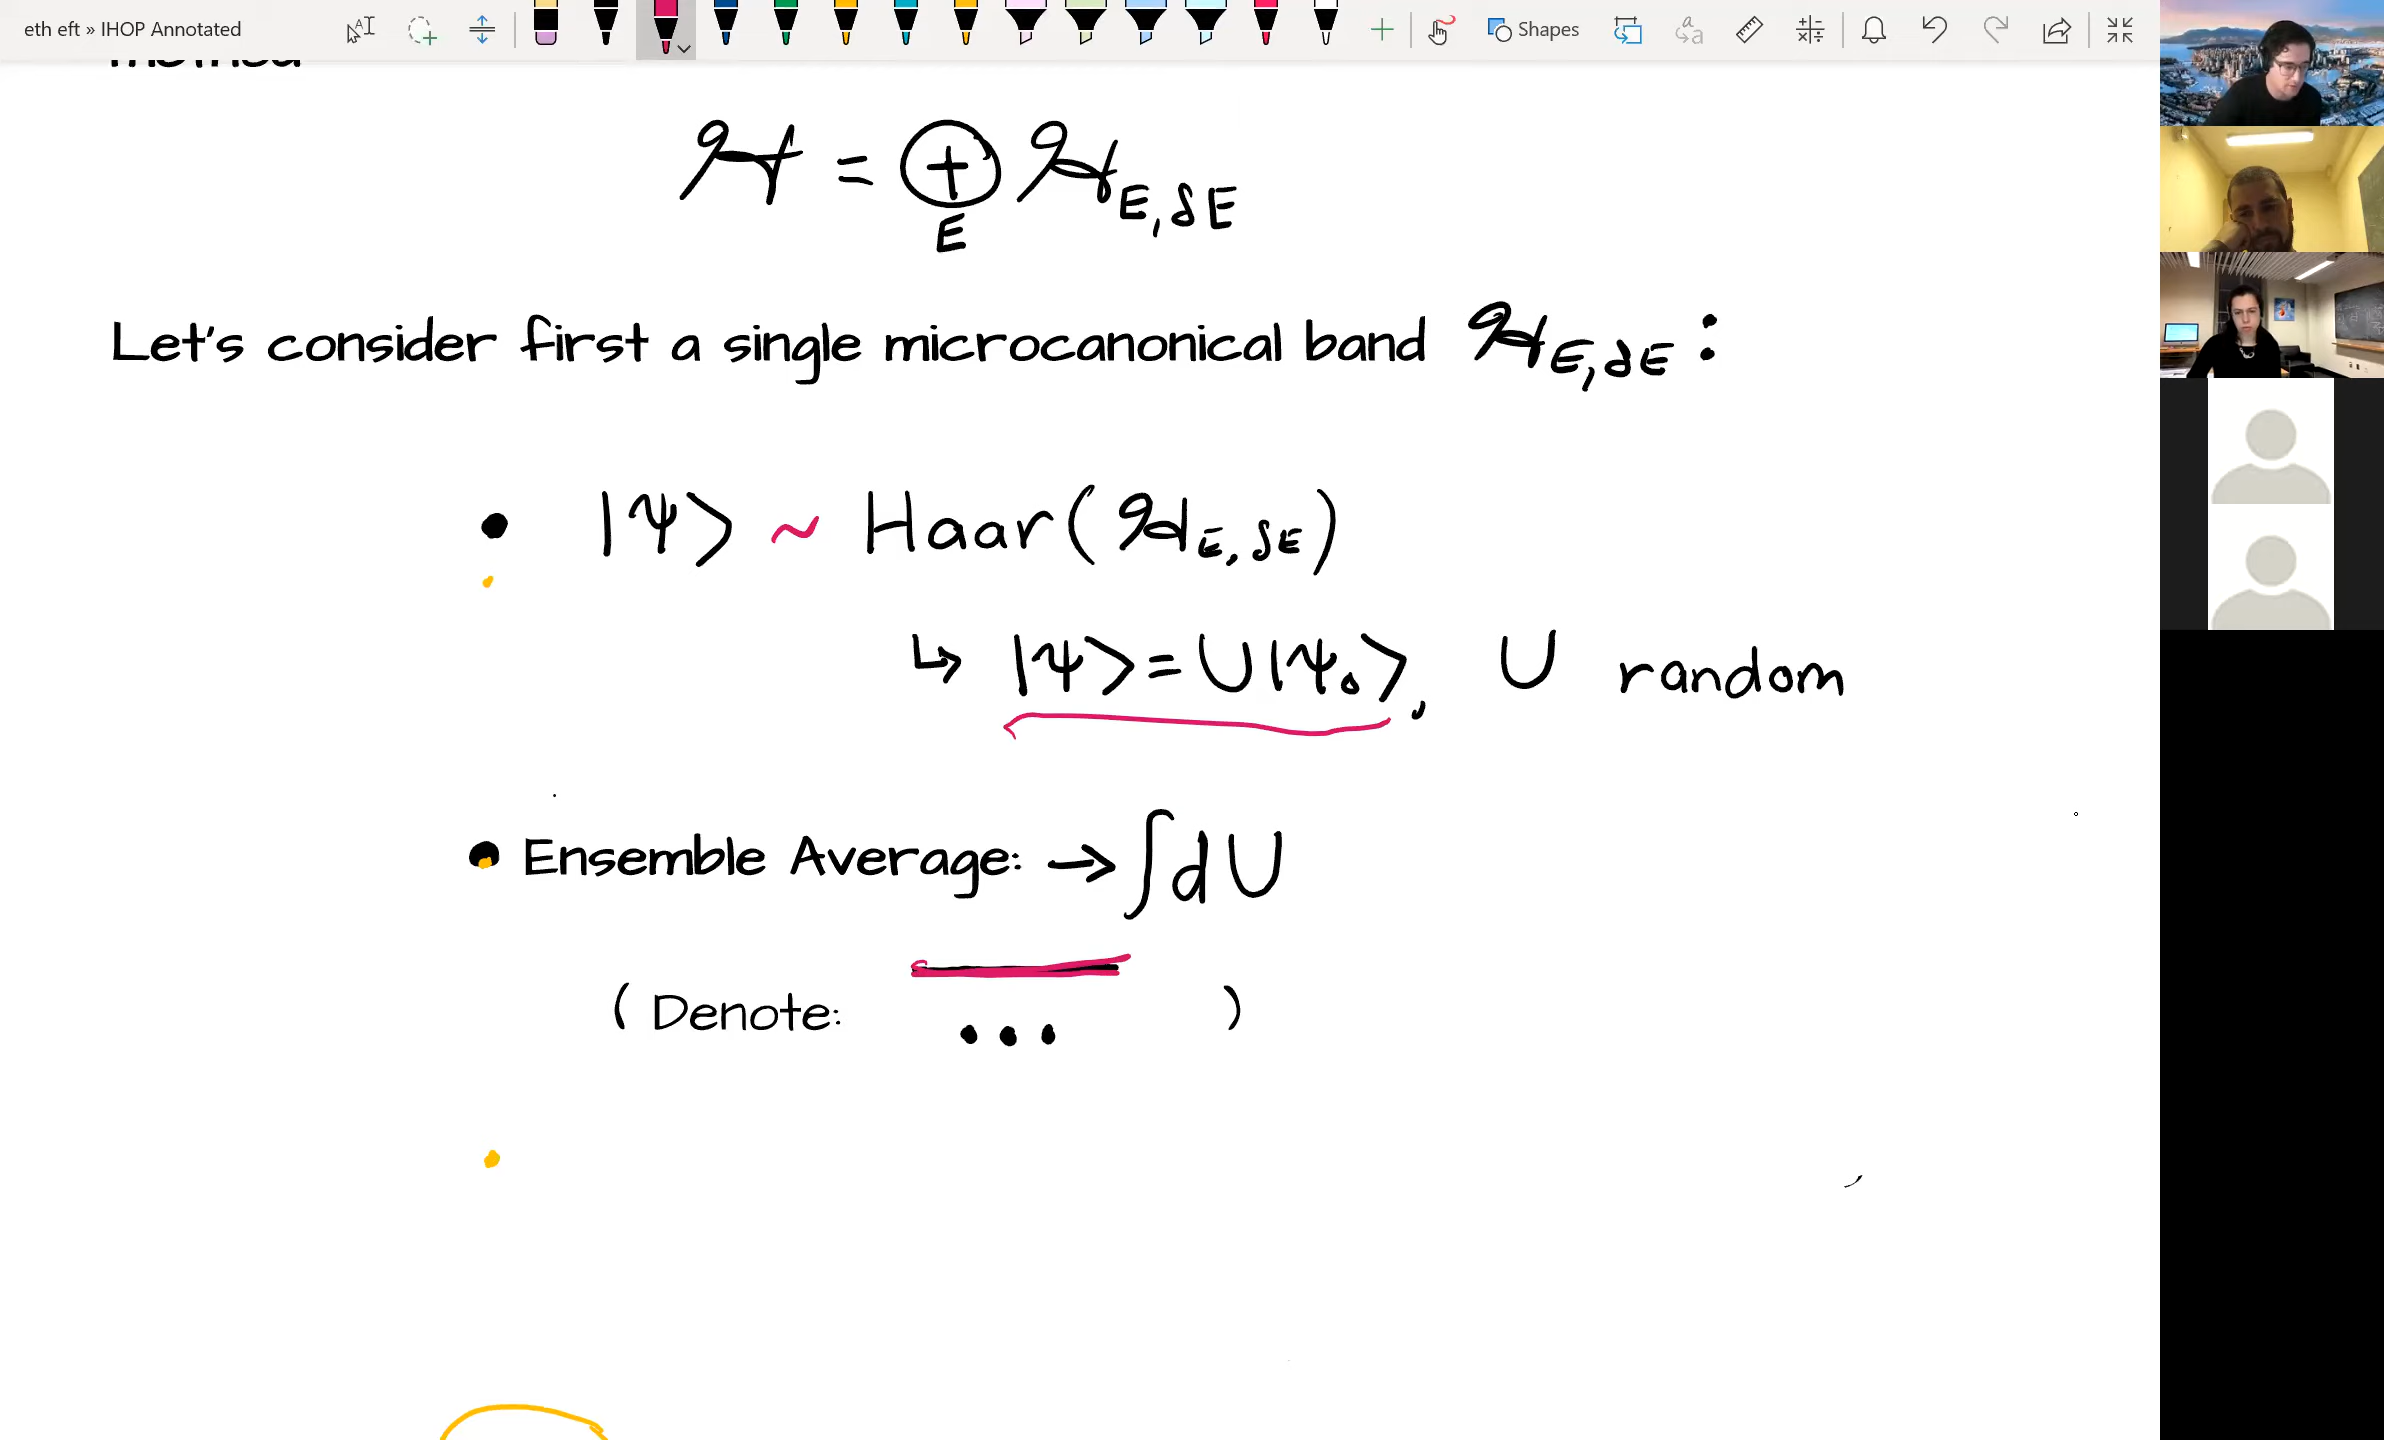 eth eft » IHOP Annotated
Shapes
method
ℋ = ⊕ ℋ_{E,δE}
E
Let's consider first a single microcanonical band ℋ_{E,δE} :
• |ψ⟩ ~ Haar(ℋ_{E,δE})
↳ |ψ⟩ = U|ψ₀⟩, U random
• Ensemble Average: → ∫dU
( Denote: ‾‾‾ ... )